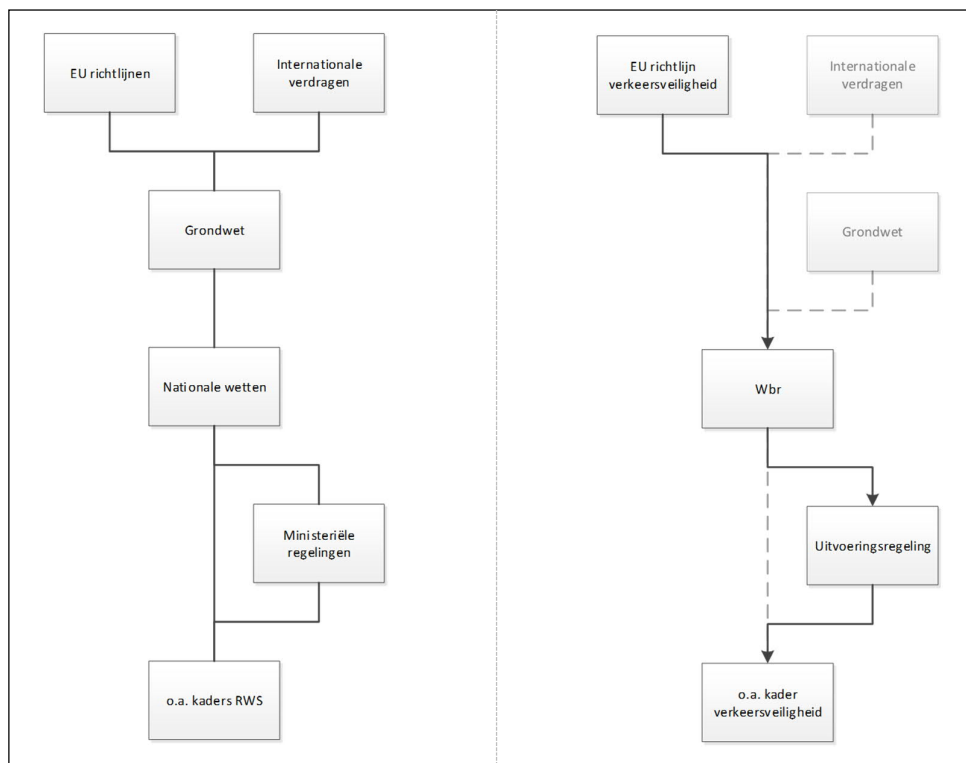 EU richtlijnen
Internationale
verdragen
Grondwet
Nationale wetten
Ministeriële
regelingen
o.a. kaders RWS
EU richtlijn
verkeersveiligheid
Internationale
verdragen
Grondwet
Wbr
Uitvoeringsregeling
o.a. kader
verkeersveiligheid